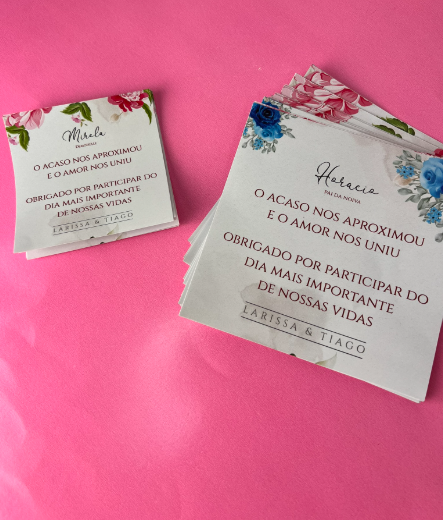 Mirela
O ACASO NOS APROXIMOU
E O AMOR NOS UNIU
OBRIGADO POR PARTICIPAR DO
DIA MAIS IMPORTANTE
DE NOSSAS VIDAS
LARISSA & TIAGO
Horacio
PAI DA NOIVA
O ACASO NOS APROXIMOU
E O AMOR NOS UNIU
OBRIGADO POR PARTICIPAR DO
DIA MAIS IMPORTANTE
DE NOSSAS VIDAS
LARISSA & TIAGO